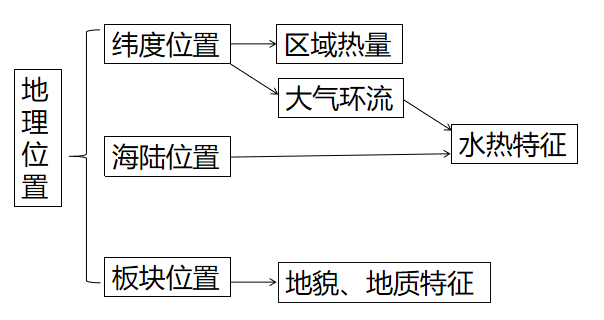 地理位置
纬度位置
区域热量
大气环流
海陆位置
水热特征
板块位置
地貌、地质特征